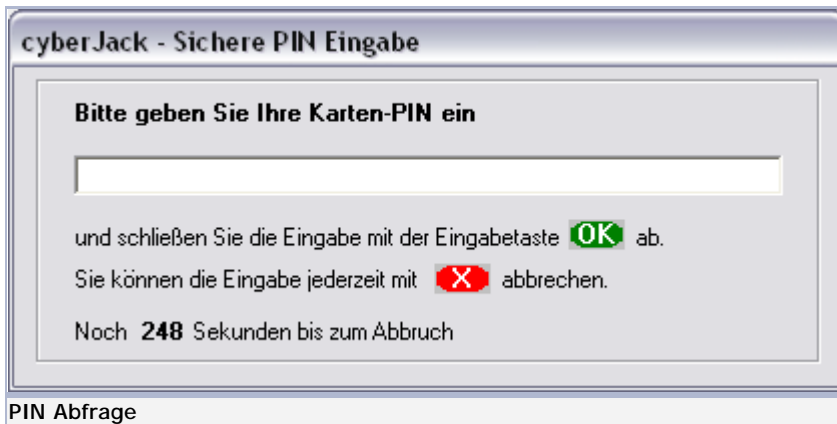 cyberJack - Sichere PIN Eingabe
Bitte geben Sie Ihre Karten-PIN ein
und schließen Sie die Eingabe mit der Eingabetaste OK ab.
Sie können die Eingabe jederzeit mit X abbrechen.
Noch 248 Sekunden bis zum Abbruch
PIN Abfrage